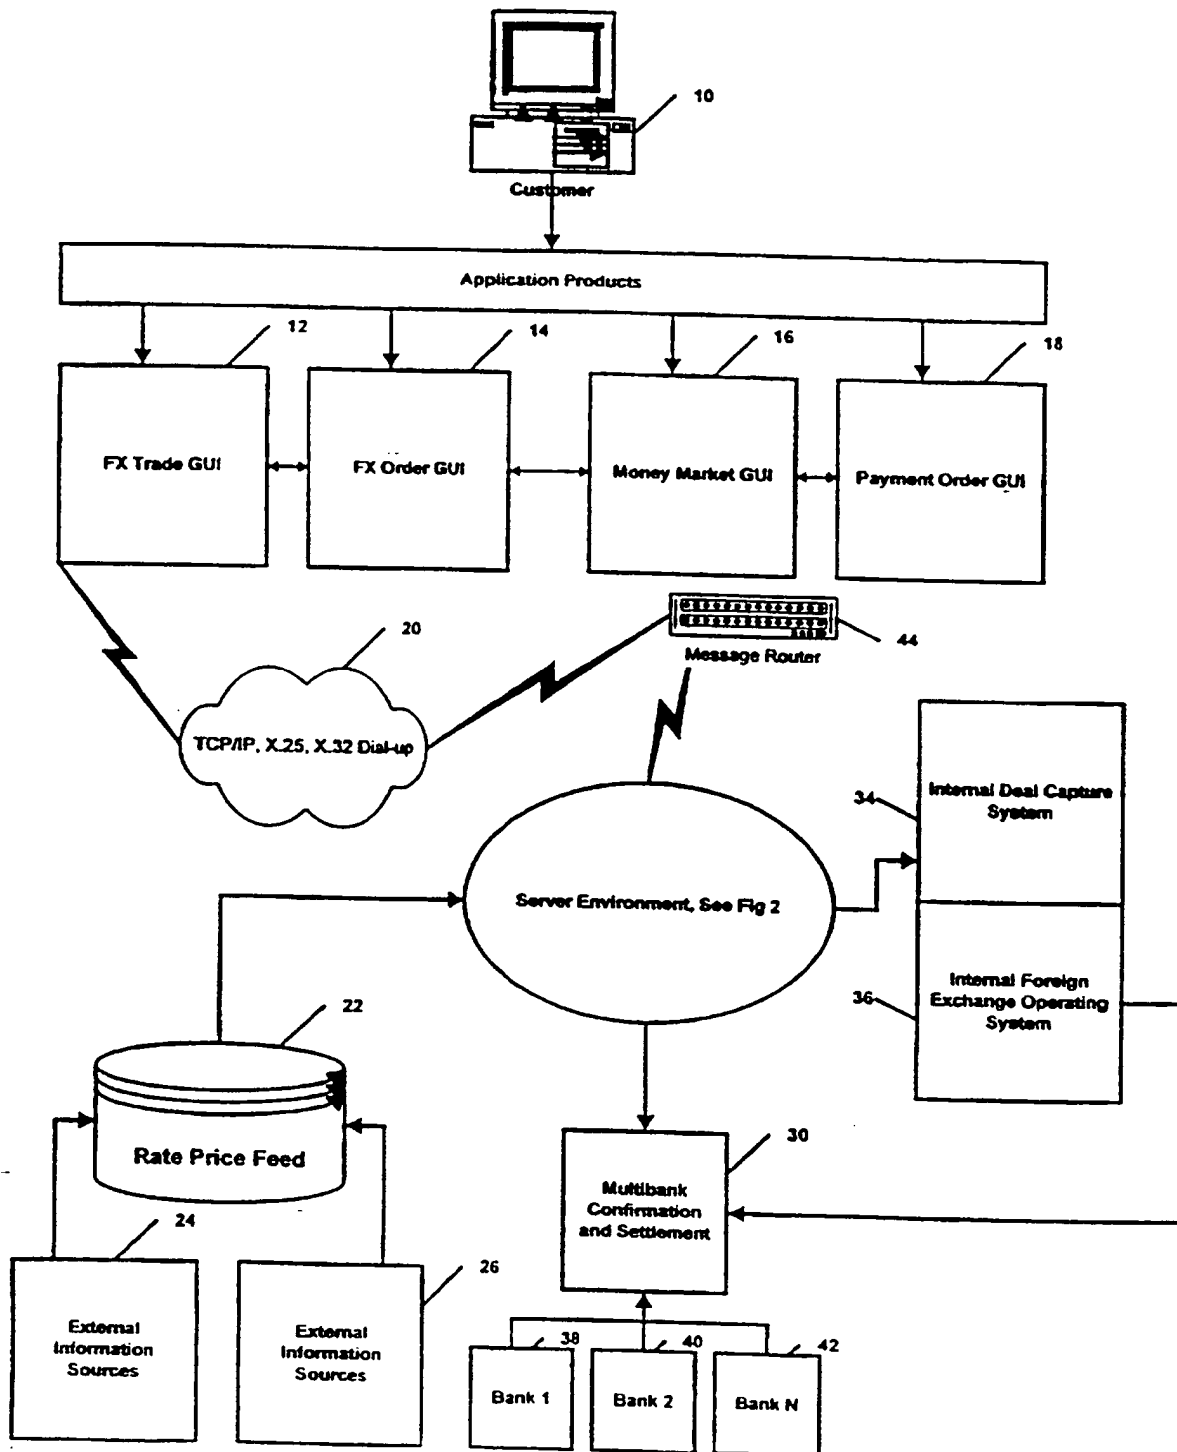 10
Customer
Application Products
12
14
16
18
FX Trade GUI
FX Order GUI
Money Market GUI
Payment Order GUI
20
44
Message Router
TCP/IP, X.25, X.32 Dial-up
34
Internal Deal Capture
System
Server Environment, See Fig 2
36
Internal Foreign
Exchange Operating
System
22
Rate Price Feed
30
Multibank
Confirmation
and Settlement
24
26
External
Information
Sources
External
Information
Sources
38
40
42
Bank 1
Bank 2
Bank N